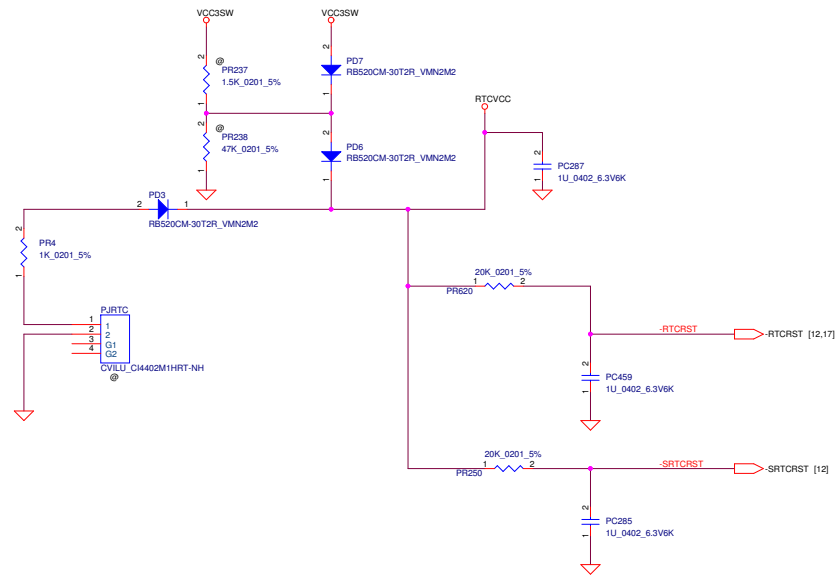 VCC3SW
VCC3SW
2
@
PR237
1.5K_0201_5%
1
2
PD7
RB520CM-30T2R_VMN2M2
1
2
@
PR238
47K_0201_5%
1
2
PD6
RB520CM-30T2R_VMN2M2
1
RTCVCC
2
PC287
1U_0402_6.3V6K
1
PD3
2
1
RB520CM-30T2R_VMN2M2
2
PR4
1K_0201_5%
1
PJRTC
1 1
2 2
3 G1
4 G2
CVILU_CI4402M1HRT-NH
@
20K_0201_5%
1 2
PR620
-RTCRST
-RTCRST [12,17]
2
PC459
1U_0402_6.3V6K
1
20K_0201_5%
1 2
PR250
-SRTCRST
-SRTCRST [12]
2
PC285
1U_0402_6.3V6K
1